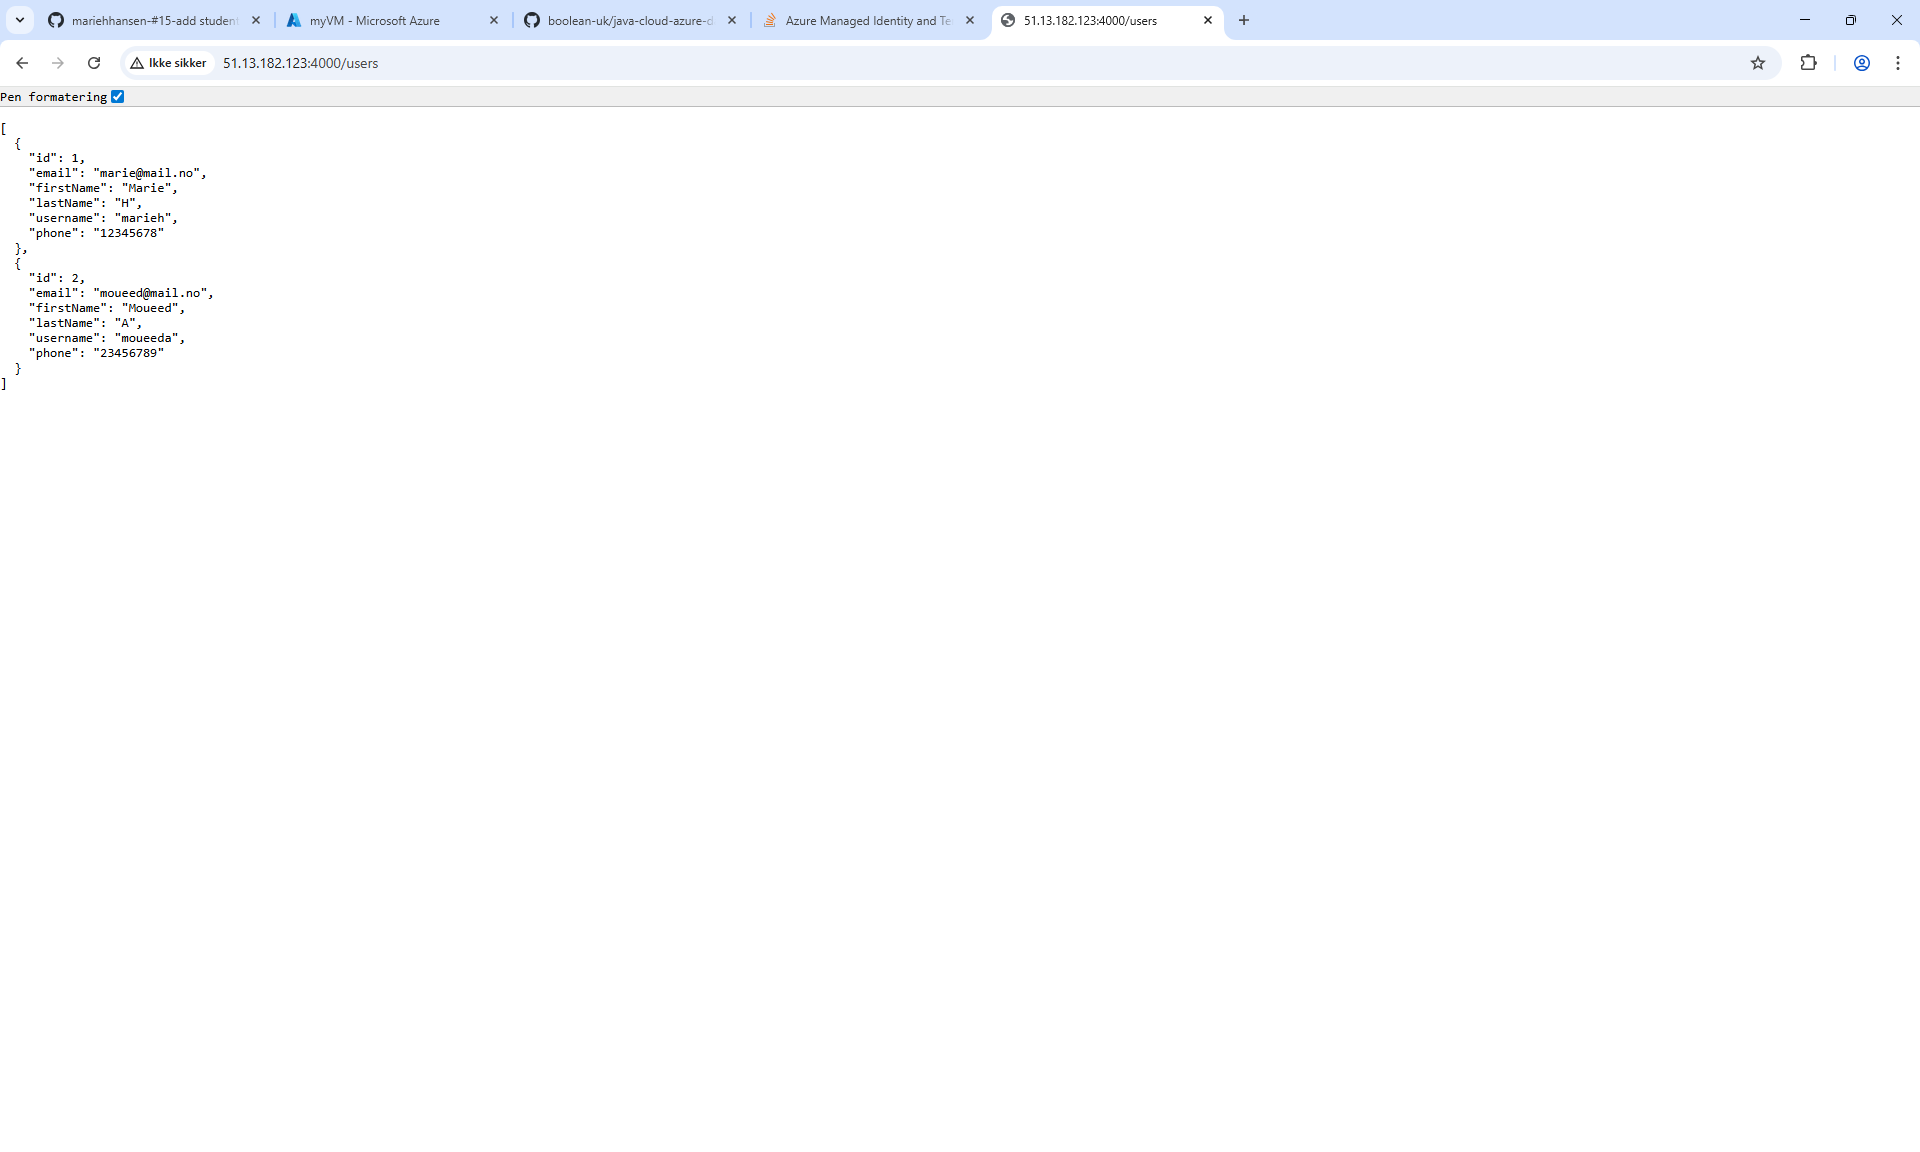 mariehhansen-#15-add student
myVM - Microsoft Azure
boolean-uk/java-cloud-azure-d
Azure Managed Identity and Te
51.13.182.123:4000/users
Ikke sikker
51.13.182.123:4000/users
Pen formatering
[
  {
    "id": 1,
    "email": "marie@mail.no",
    "firstName": "Marie",
    "lastName": "H",
    "username": "marieh",
    "phone": "12345678"
  },
  {
    "id": 2,
    "email": "moueed@mail.no",
    "firstName": "Moueed",
    "lastName": "A",
    "username": "moueeda",
    "phone": "23456789"
  }
]